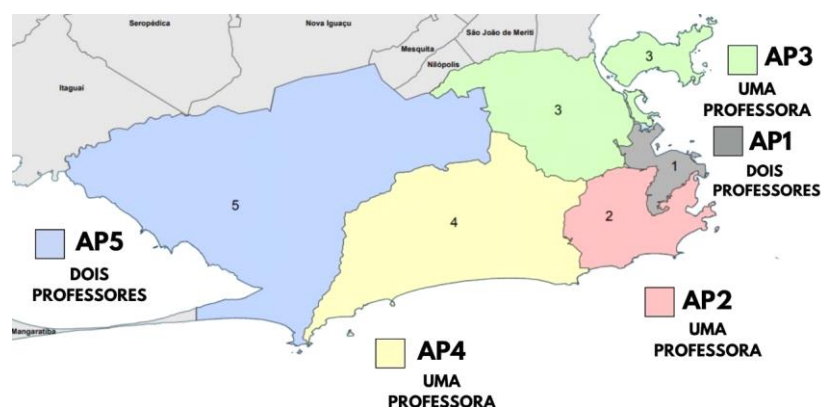 Seropédica
Nova Iguaçu
São João de Meriti
Mesquita
Nilópolis
Itaguaí
3
AP3
UMA
PROFESSORA
3
AP1
DOIS
PROFESSORES
1
5
4
2
AP5
DOIS
PROFESSORES
AP2
UMA
PROFESSORA
Mangaratiba
AP4
UMA
PROFESSORA